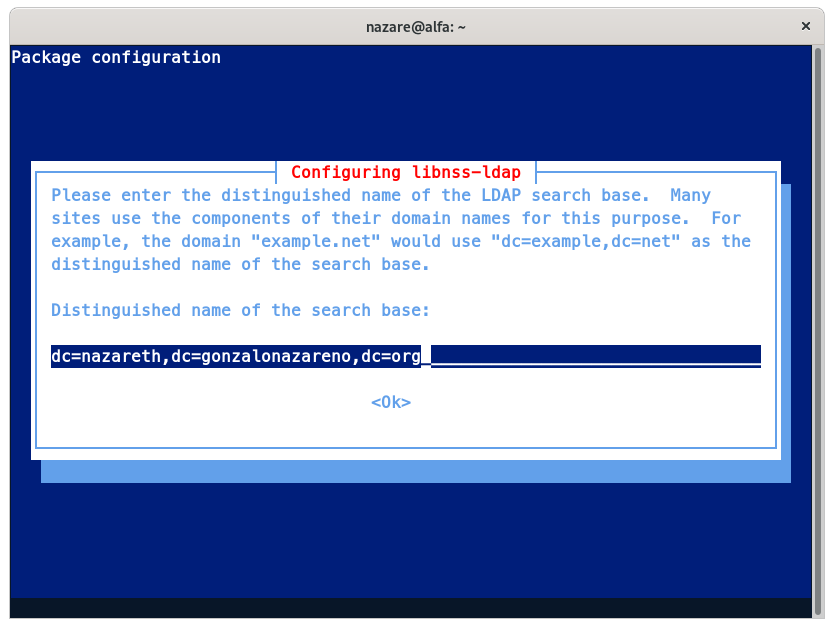 nazare@alfa: ~
Package configuration
Configuring libnss-ldap
Please enter the distinguished name of the LDAP search base.  Many
sites use the components of their domain names for this purpose.  For
example, the domain "example.net" would use "dc=example,dc=net" as the
distinguished name of the search base.
Distinguished name of the search base:
dc=nazareth,dc=gonzalonazareno,dc=org
<Ok>